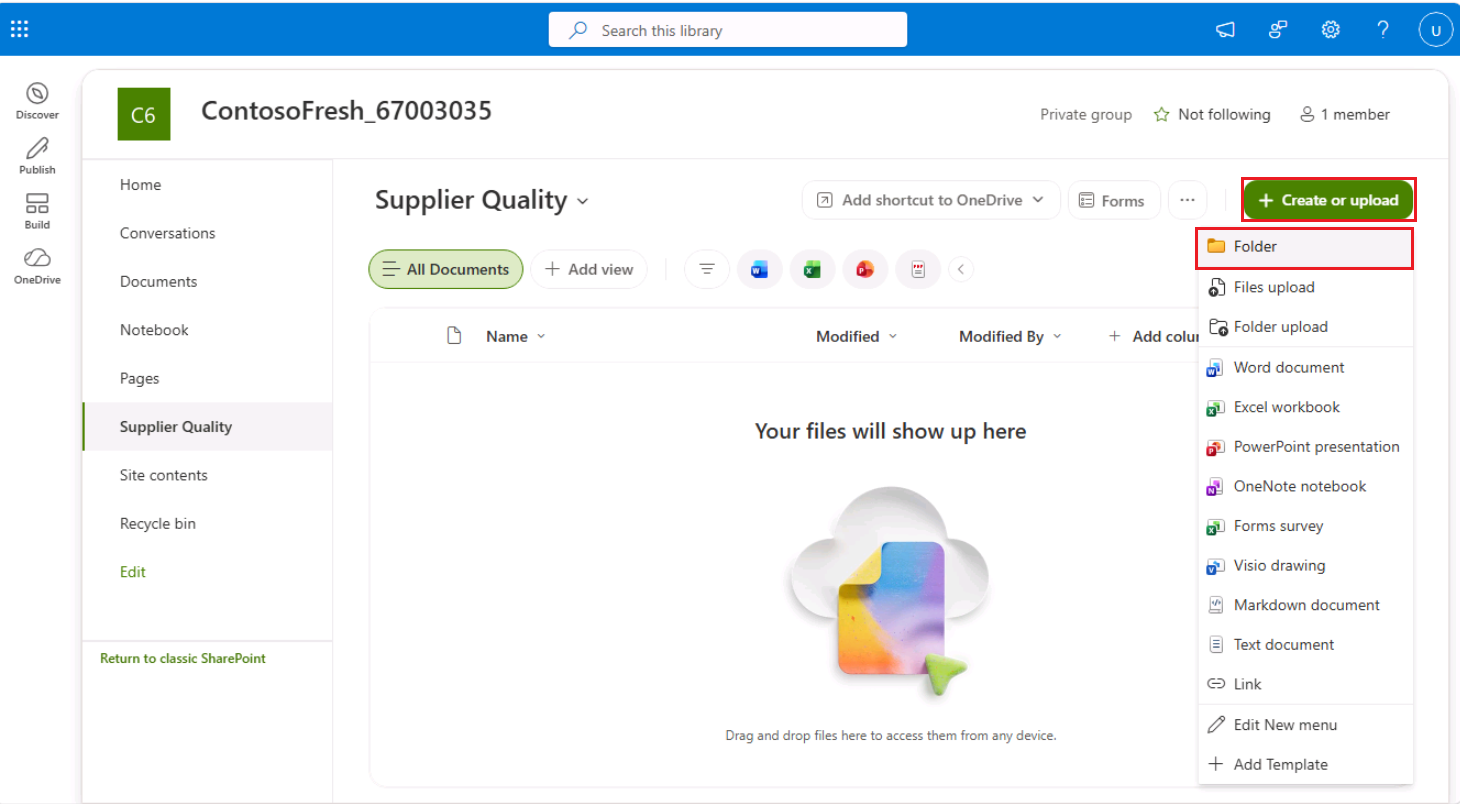 Search this library
U
Discover
Publish
Build
OneDrive
C6
ContosoFresh_67003035
Private group
Not following
1 member
Home
Conversations
Documents
Notebook
Pages
Supplier Quality
Site contents
Recycle bin
Edit
Return to classic SharePoint
Supplier Quality
Add shortcut to OneDrive
Forms
...
+ Create or upload
All Documents
+ Add view
Name
Modified
Modified By
+ Add colu
Your files will show up here
Drag and drop files here to access them from any device.
Folder
Files upload
Folder upload
Word document
Excel workbook
PowerPoint presentation
OneNote notebook
Forms survey
Visio drawing
Markdown document
Text document
Link
Edit New menu
+ Add Template